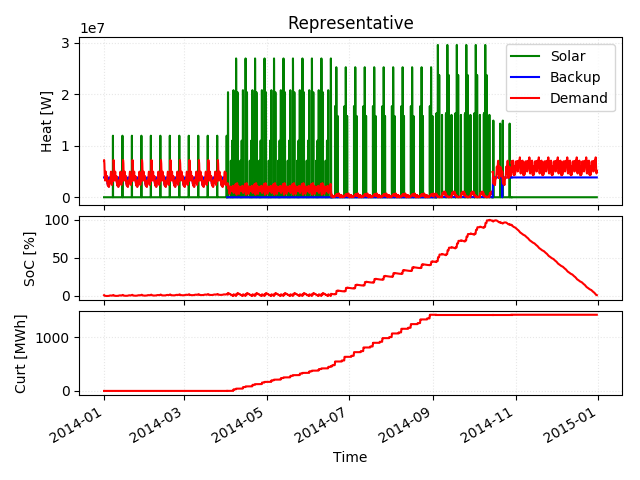 Representative
1e7
3
2
1
0
Heat [W]
Solar
Backup
Demand
100
50
0
SoC [%]
1000
0
Curt [MWh]
2014-01
2014-03
2014-05
2014-07
2014-09
2014-11
2015-01
Time